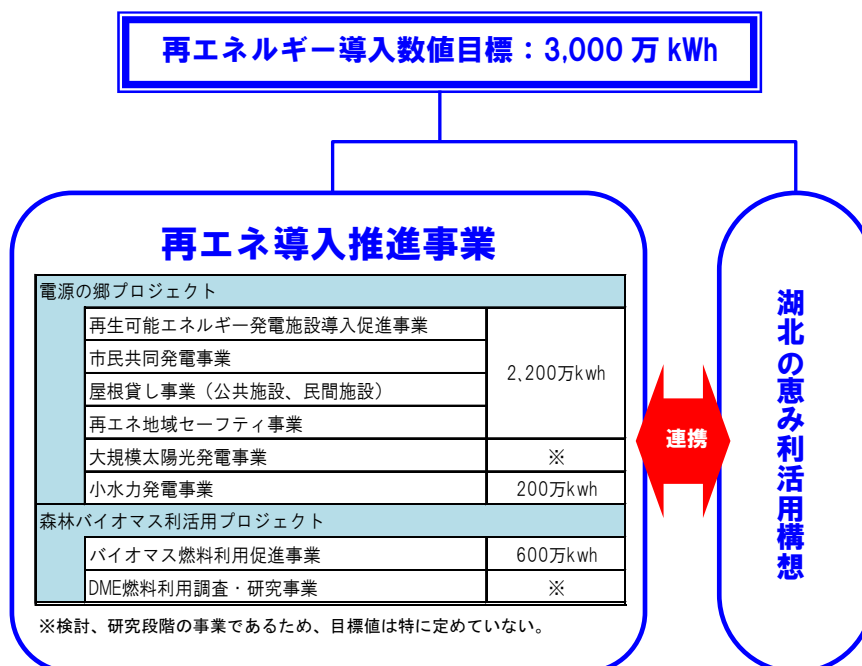 再エネルギー導入数値目標：3,000 万 kWh
再エネ導入推進事業
電源の郷プロジェクト
再生可能エネルギー発電施設導入促進事業
市民共同発電事業
屋根貸し事業（公共施設、民間施設）
再エネ地域セーフティ事業
2,200万kwh
大規模太陽光発電事業 ※
小水力発電事業 200万kwh
森林バイオマス利活用プロジェクト
バイオマス燃料利用促進事業 600万kwh
DME燃料利用調査・研究事業 ※
※検討、研究段階の事業であるため、目標値は特に定めていない。
連携
湖北の恵み利活用構想